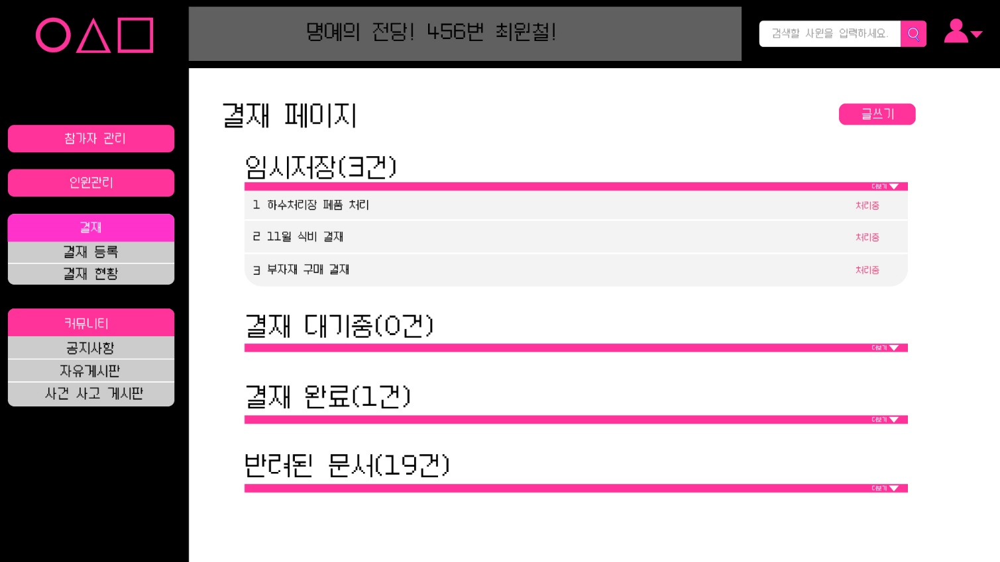 명예의 전당! 456번 최원철!
검색할 사원을 입력하세요.
참가자 관리
인원관리
결재
결재 등록
결재 현황
커뮤니티
공지사항
자유게시판
사건 사고 게시판
결재 페이지
글쓰기
임시저장(3건)
더보기
1 하수처리장 폐품 처리
처리중
2 11월 식비 결재
처리중
3 부자재 구매 결재
처리중
결재 대기중(0건)
더보기
결재 완료(1건)
더보기
반려된 문서(19건)
더보기